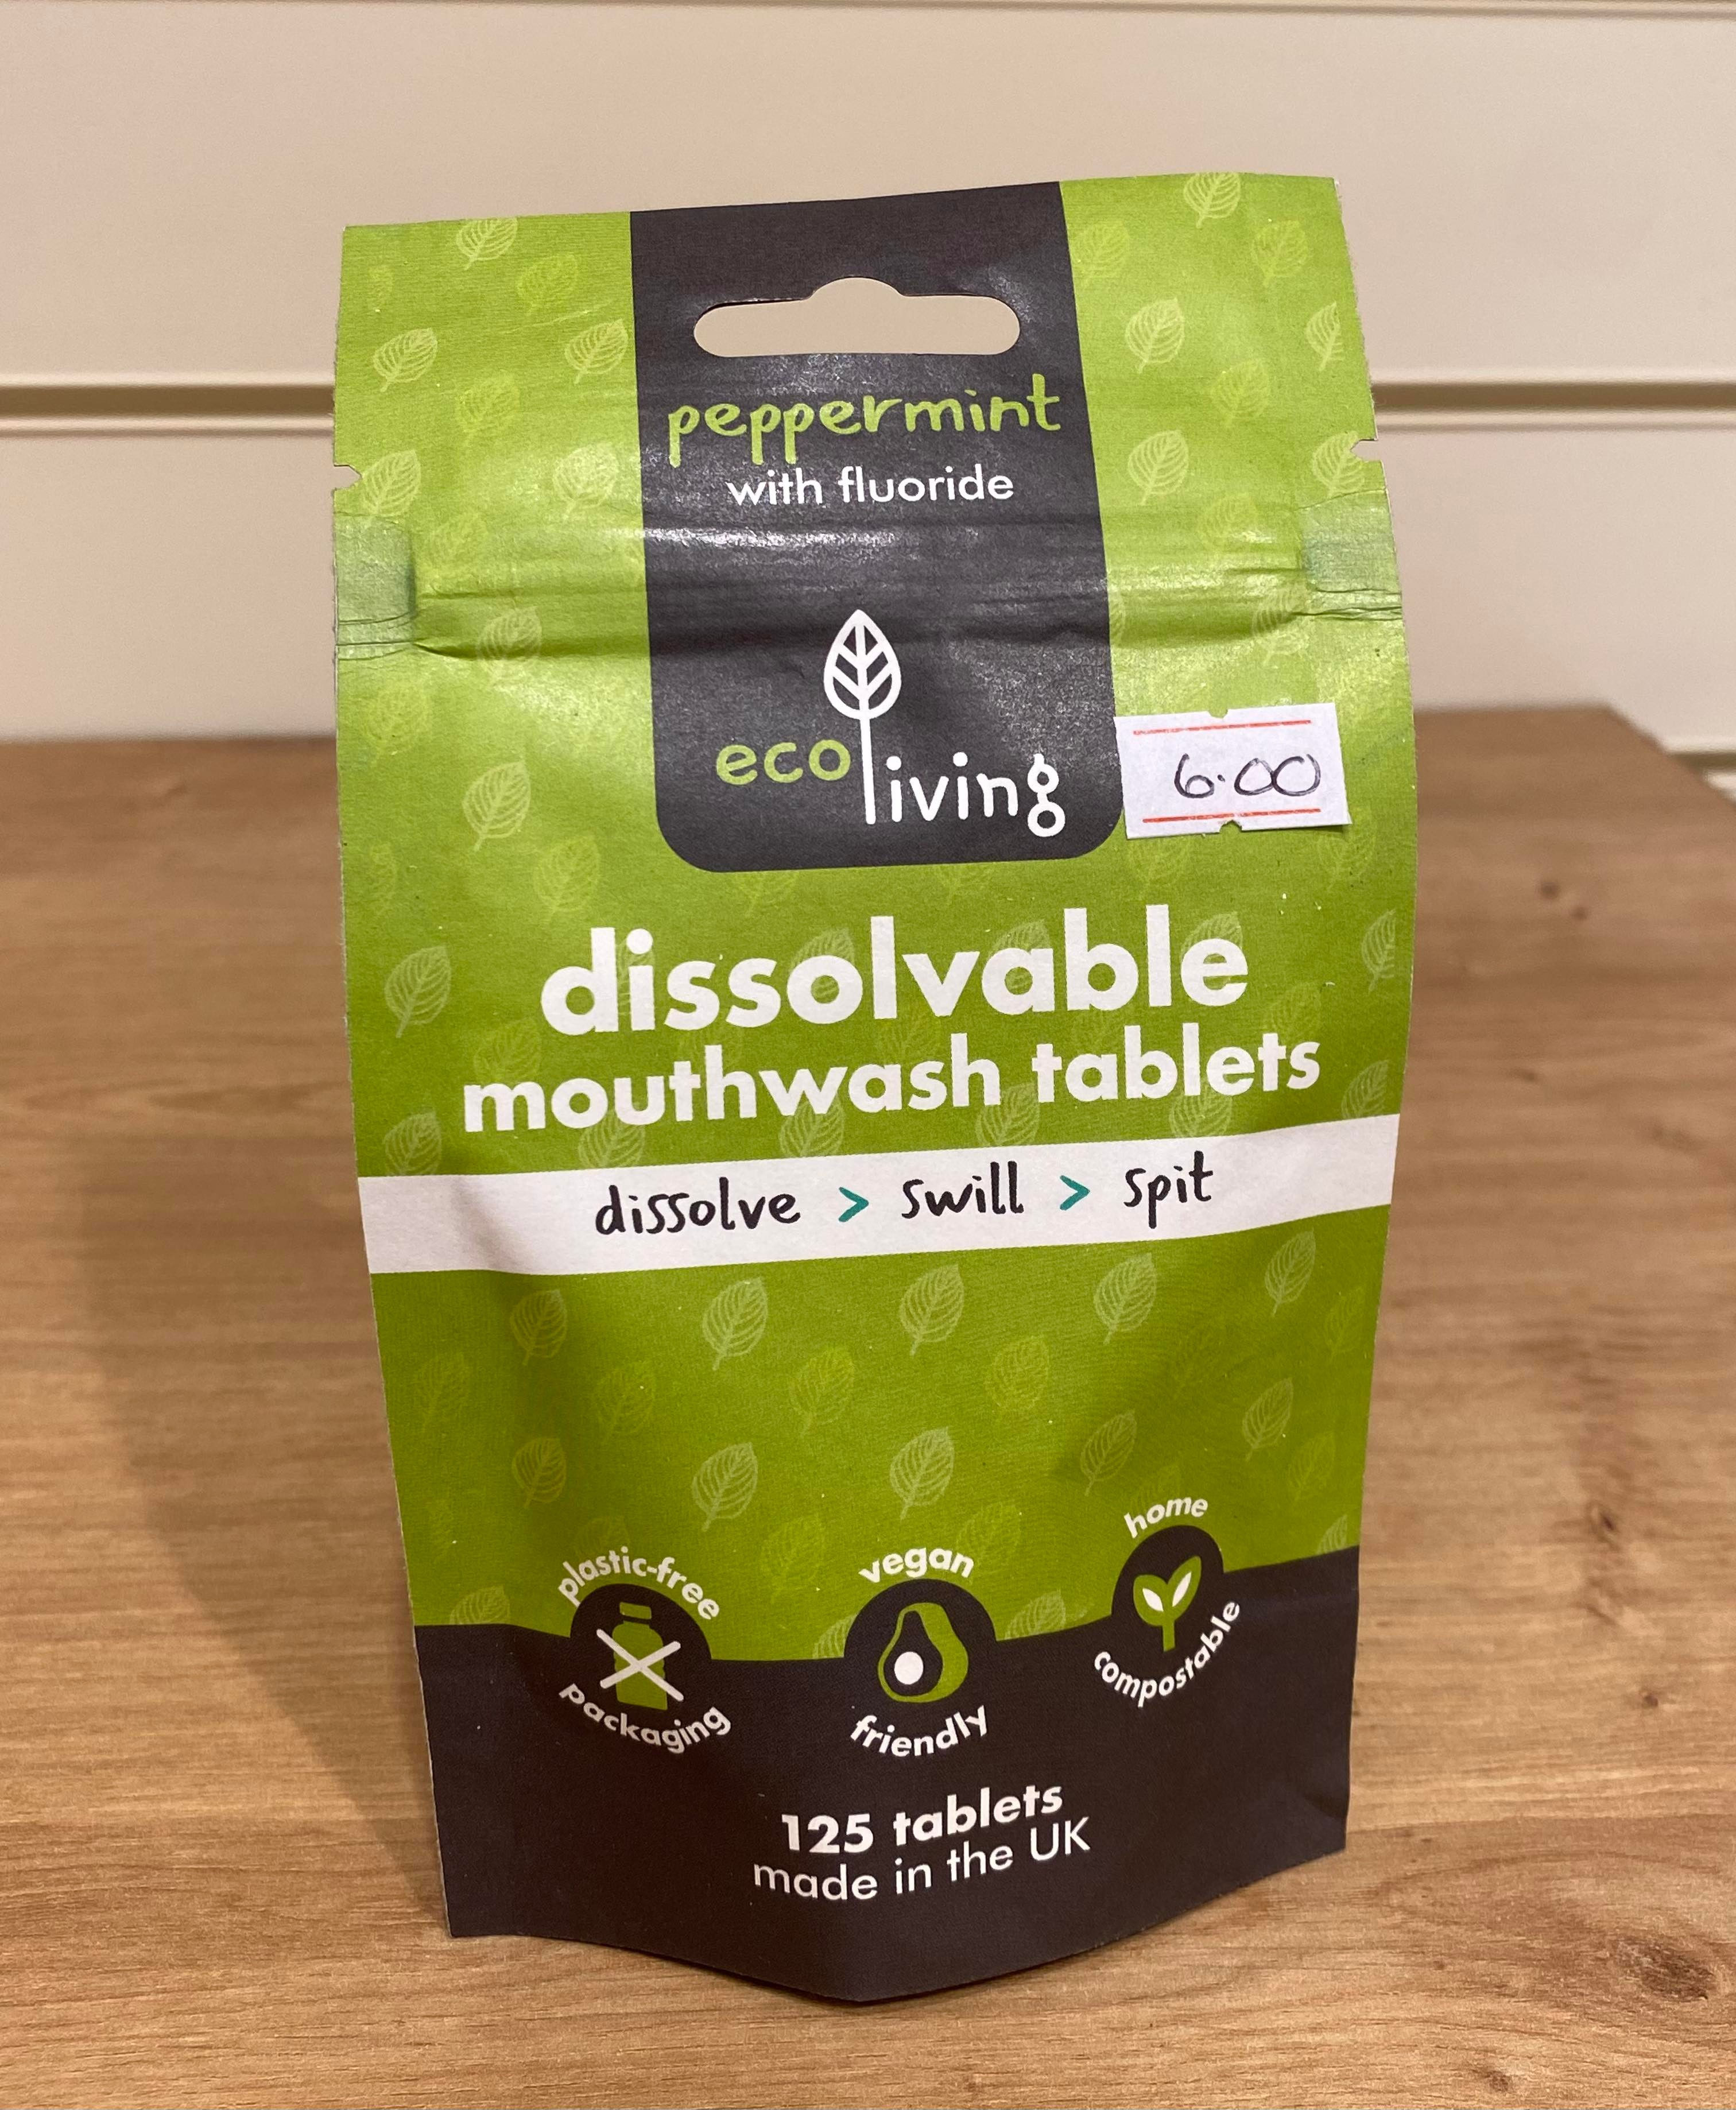 peppermint
with fluoride
eco living
6.00
dissolvable
mouthwash tablets
dissolve > swill > spit
plastic-free
packaging
vegan
friendly
home
compostable
125 tablets
made in the UK